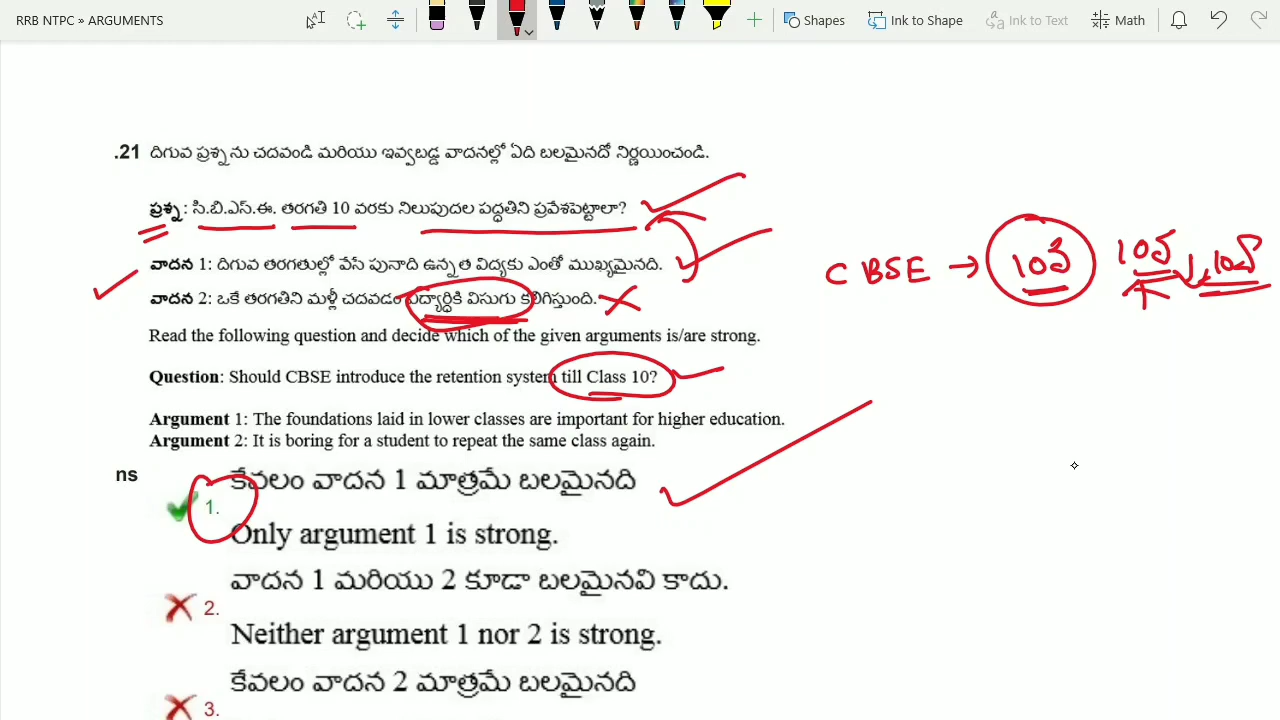 RRB NTPC » ARGUMENTS
Shapes
Ink to Shape
Ink to Text
Math
.21 దిగువ ప్రశ్నను చదవండి మరియు ఇవ్వబడ్డ వాదనల్లో ఏది బలమైనదో నిర్ణయించండి.
ప్రశ్న: సి.బి.ఎస్.ఈ. తరగతి 10 వరకు నిలుపుదల పద్ధతిని ప్రవేశపెట్టాలా?
వాదన 1: దిగువ తరగతుల్లో వేసే పునాది ఉన్నత విద్యకు ఎంతో ముఖ్యమైనది.
వాదన 2: ఒకే తరగతిని మళ్లీ చదవడం విద్యార్థికి విసుగు కలిగిస్తుంది.
CBSE → 10వ 10వ 10వ
Read the following question and decide which of the given arguments is/are strong.
Question: Should CBSE introduce the retention system till Class 10?
Argument 1: The foundations laid in lower classes are important for higher education.
Argument 2: It is boring for a student to repeat the same class again.
ns
1. కేవలం వాదన 1 మాత్రమే బలమైనది
Only argument 1 is strong.
2. వాదన 1 మరియు 2 కూడా బలమైనవి కాదు.
Neither argument 1 nor 2 is strong.
3. కేవలం వాదన 2 మాత్రమే బలమైనది